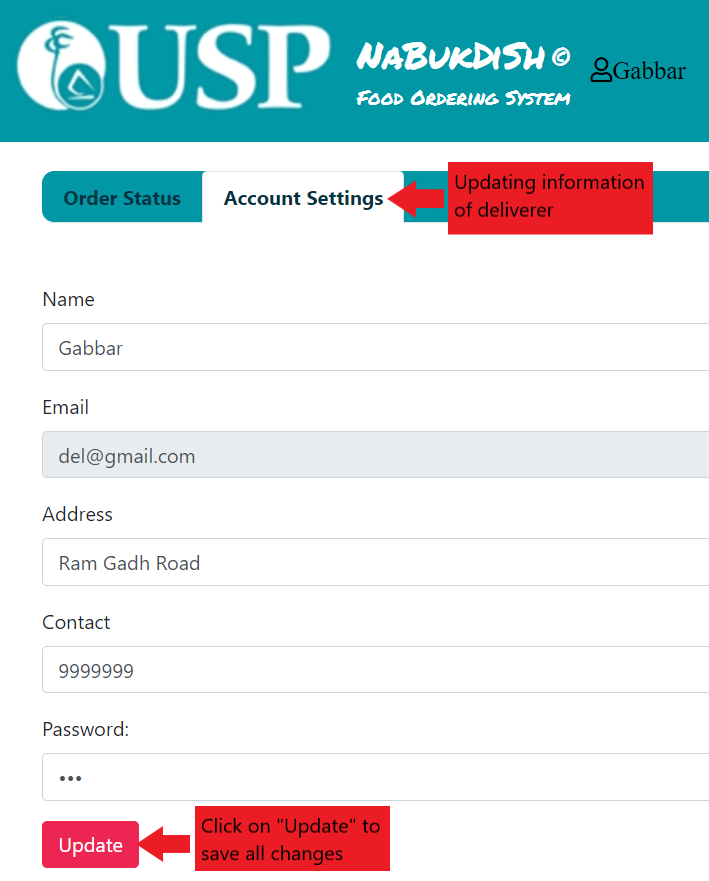 USP
NaBukDiSh ©
Food Ordering System
Gabbar
Order Status
Account Settings
Updating information
of deliverer
Name
Gabbar
Email
del@gmail.com
Address
Ram Gadh Road
Contact
9999999
Password:
•••
Update
Click on "Update" to
save all changes